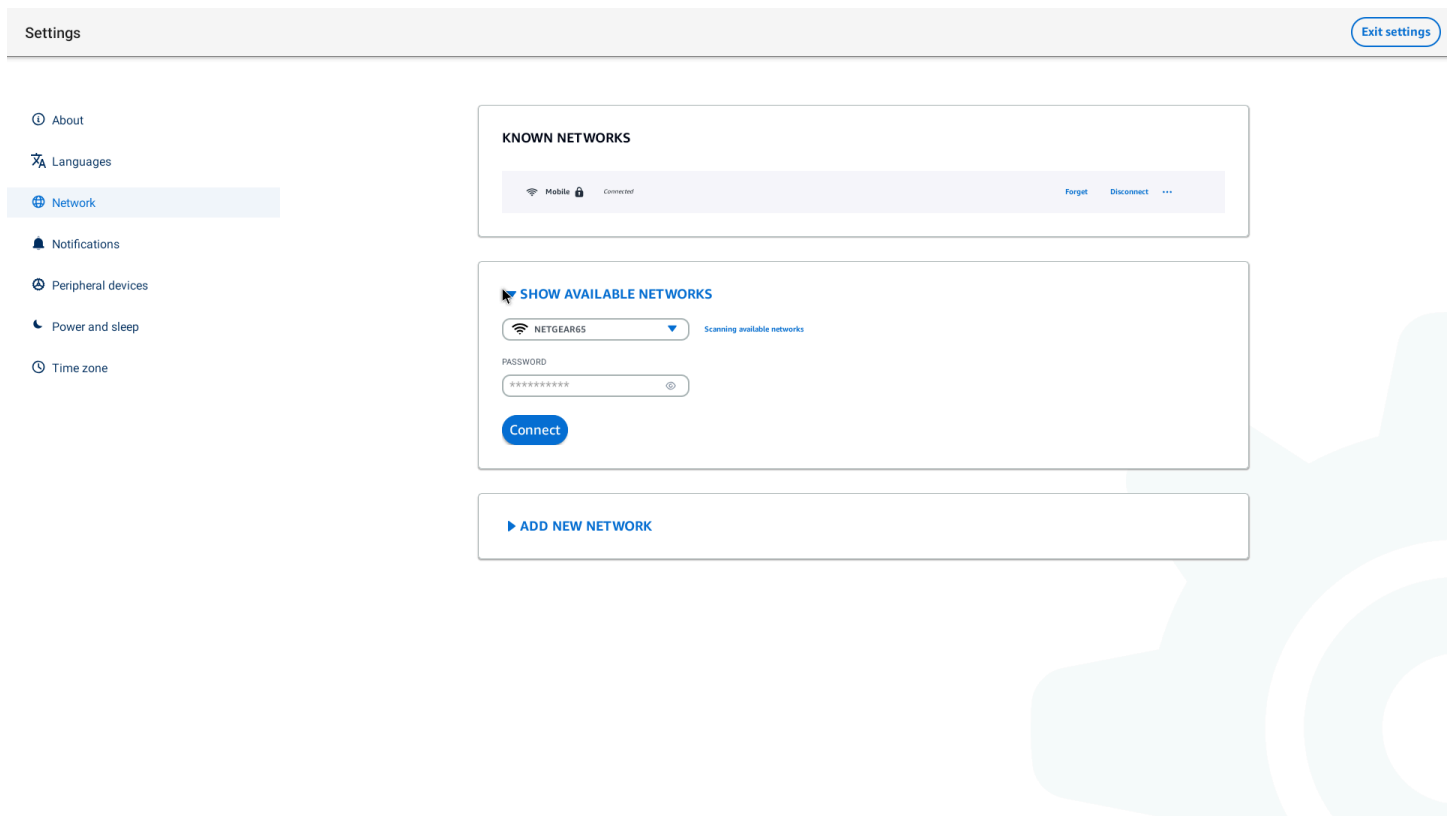 Settings
Exit settings
About
Languages
Network
Notifications
Peripheral devices
Power and sleep
Time zone
KNOWN NETWORKS
Mobile Connected Forget Disconnect ···
SHOW AVAILABLE NETWORKS
NETGEAR65 Scanning available networks
PASSWORD
**********
Connect
ADD NEW NETWORK